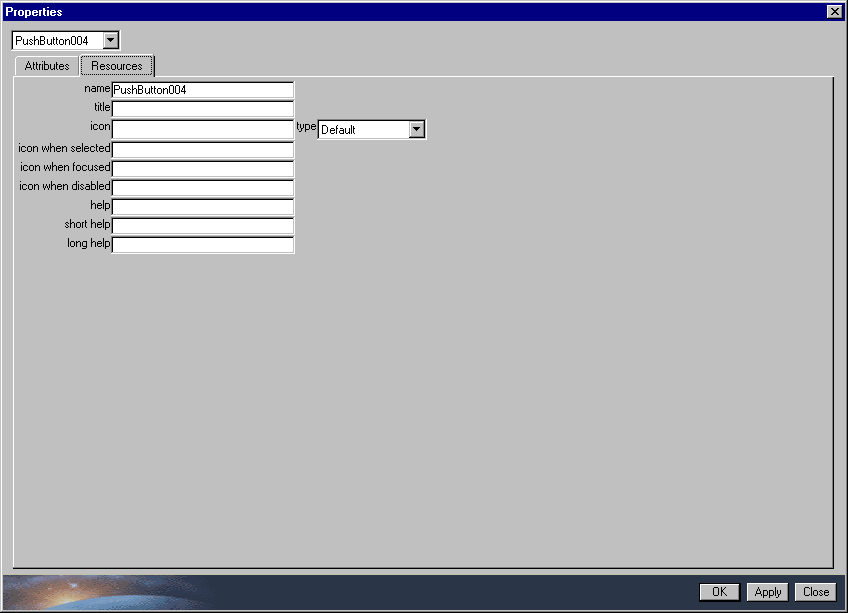 Properties
PushButton004
Attributes Resources
name PushButton004
title
icon type Default
icon when selected
icon when focused
icon when disabled
help
short help
long help
OK Apply Close